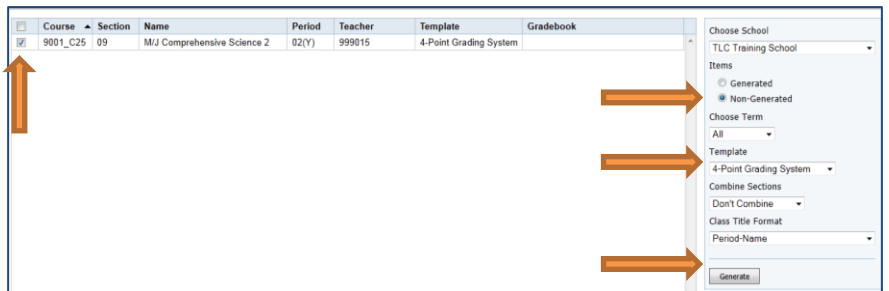 Course Section Name Period Teacher Template Gradebook
9001_C25 09 M/J Comprehensive Science 2 02(Y) 999015 4-Point Grading System
Choose School
TLC Training School
Items
Generated
Non-Generated
Choose Term
All
Template
4-Point Grading System
Combine Sections
Don't Combine
Class Title Format
Period-Name
Generate